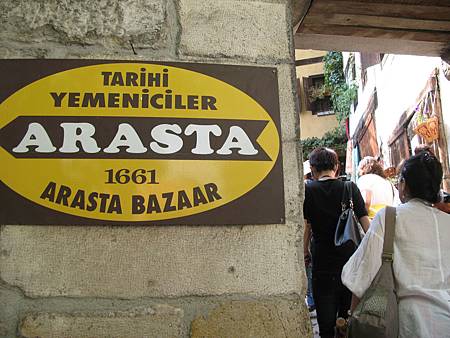 TARİHİ
YEMENİCİLER
ARASTA
1661
ARASTA BAZAAR